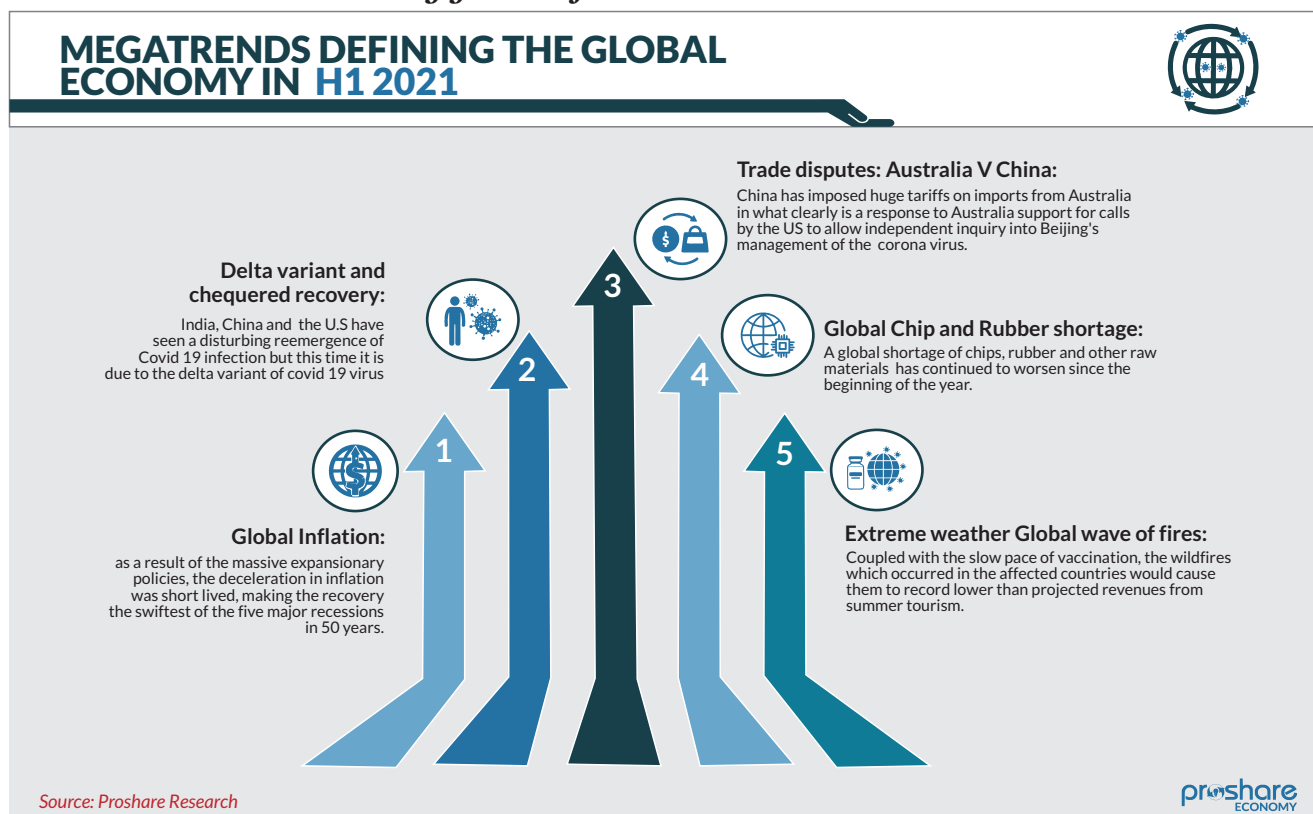 MEGATRENDS DEFINING THE GLOBAL
ECONOMY IN H1 2021
Trade disputes: Australia V China:
China has imposed huge tariffs on imports from Australia
in what clearly is a response to Australia support for calls
by the US to allow independent inquiry into Beijing's
management of the corona virus.
3
Delta variant and
chequered recovery:
India, China and the U.S have
seen a disturbing reemergence of
Covid 19 infection but this time it is
due to the delta variant of covid 19 virus
2
Global Chip and Rubber shortage:
A global shortage of chips, rubber and other raw
materials has continued to worsen since the
beginning of the year.
4
1
Global Inflation:
as a result of the massive expansionary
policies, the deceleration in inflation
was short lived, making the recovery
the swiftest of the five major recessions
in 50 years.
5
Extreme weather Global wave of fires:
Coupled with the slow pace of vaccination, the wildfires
which occurred in the affected countries would cause
them to record lower than projected revenues from
summer tourism.
Source: Proshare Research
proshare
ECONOMY